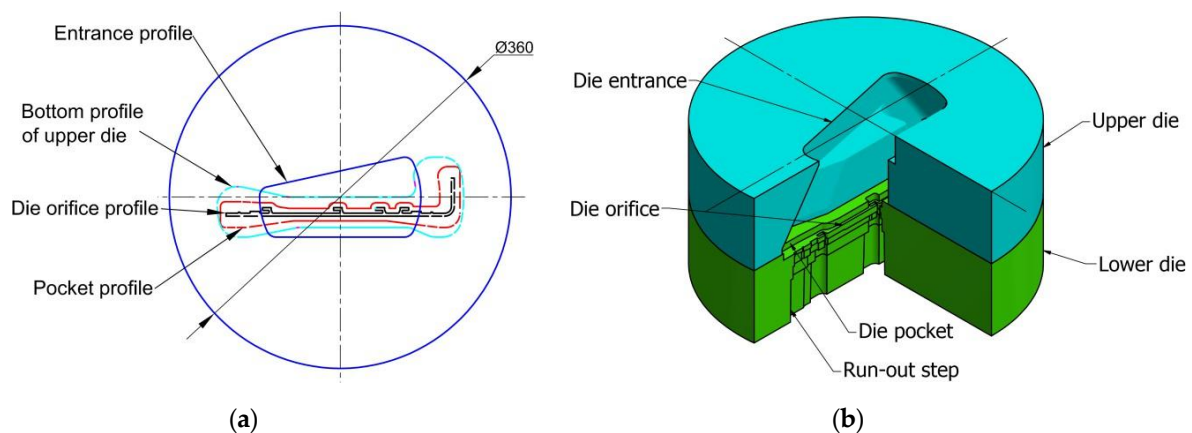 Entrance profile
Ø360
Bottom profile
of upper die
Die orifice profile
Pocket profile
(a)
Die entrance
Upper die
Die orifice
Lower die
Die pocket
Run-out step
(b)